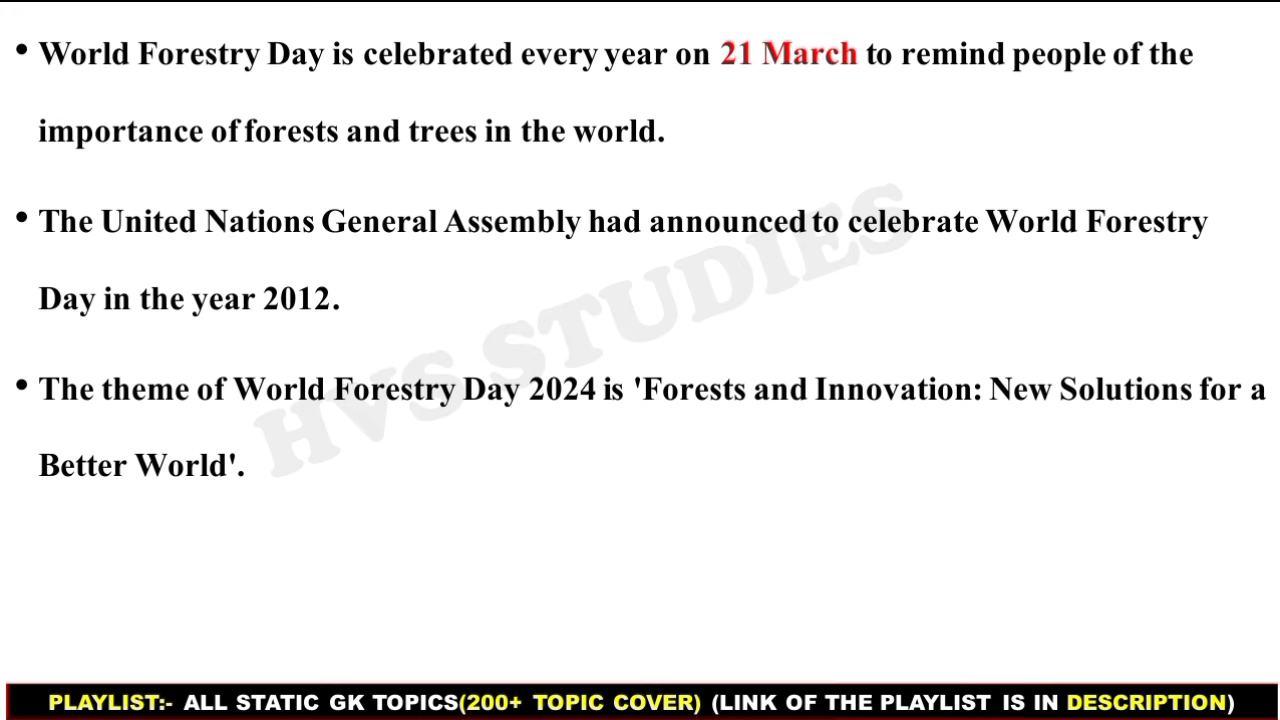 • World Forestry Day is celebrated every year on 21 March to remind people of the
importance of forests and trees in the world.
• The United Nations General Assembly had announced to celebrate World Forestry
Day in the year 2012.
• The theme of World Forestry Day 2024 is 'Forests and Innovation: New Solutions for a
Better World'.
HVS STUDIES
PLAYLIST:- ALL STATIC GK TOPICS(200+ TOPIC COVER) (LINK OF THE PLAYLIST IS IN DESCRIPTION)